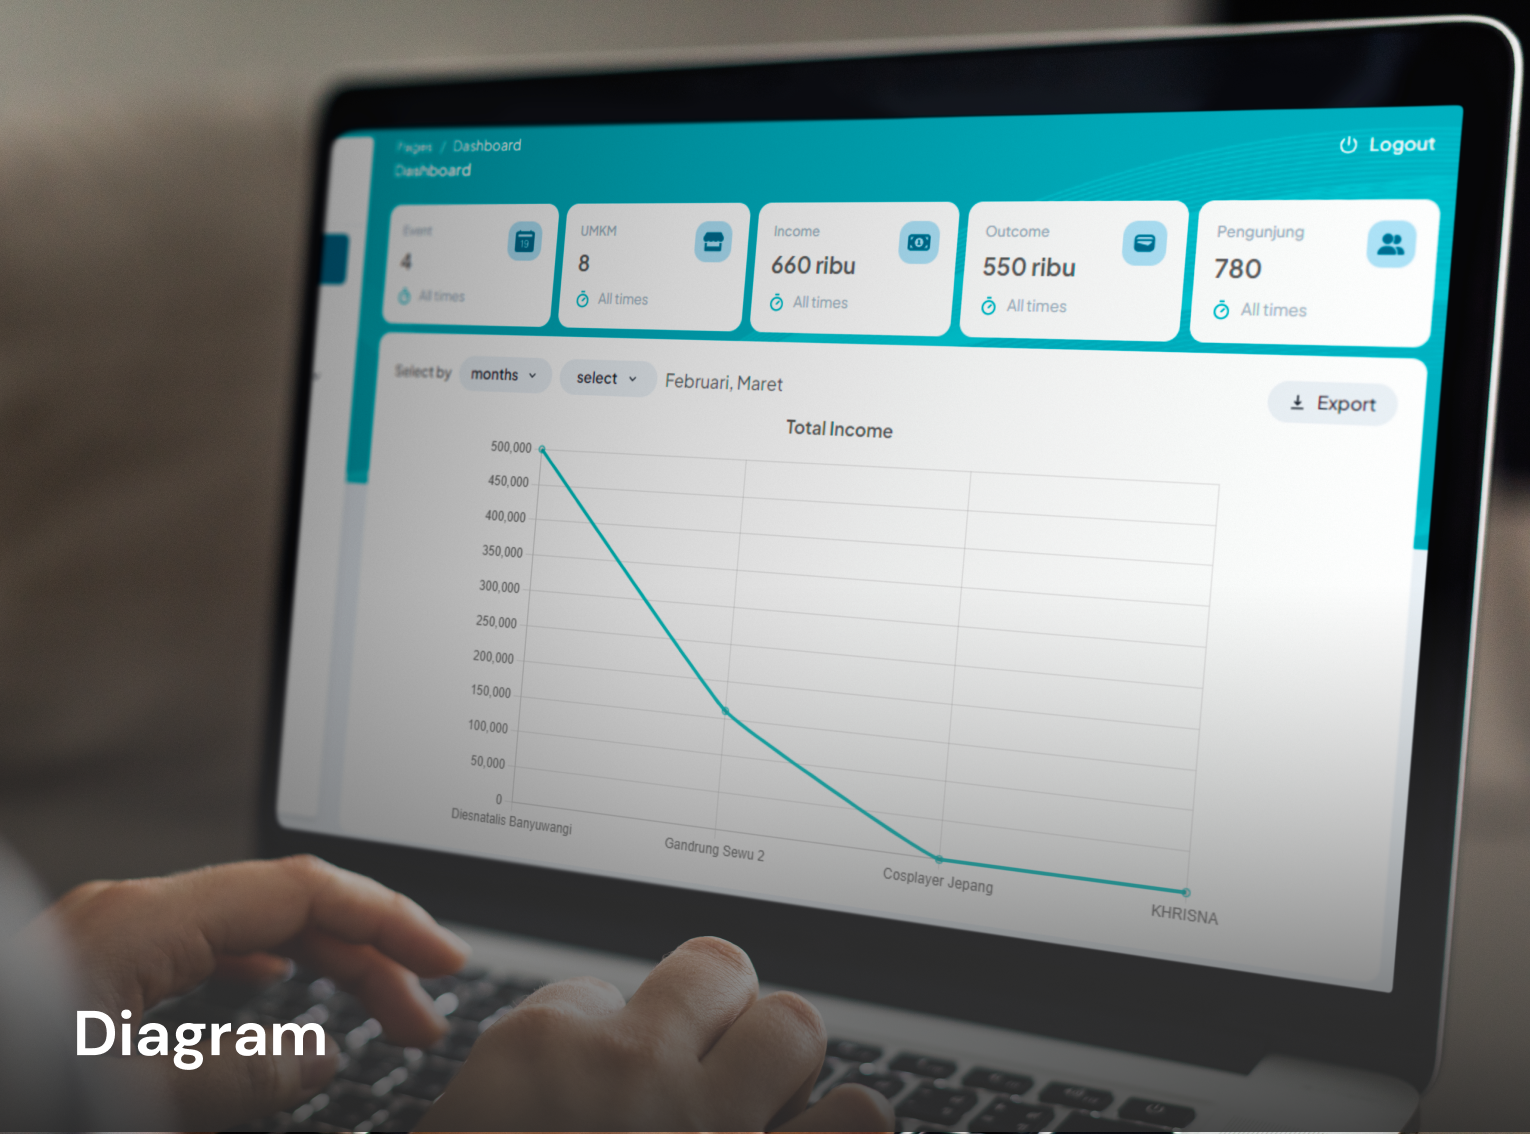 Pages / Dashboard
Dashboard
Logout
Event
4
All times
UMKM
8
All times
Income
660 ribu
All times
Outcome
550 ribu
All times
Pengunjung
780
All times
Select by
months
select
Februari, Maret
Export
Total Income
500,000
450,000
400,000
350,000
300,000
250,000
200,000
150,000
100,000
50,000
0
Diesnatalis Banyuwangi
Gandrung Sewu 2
Cosplayer Jepang
KHRISNA
Diagram